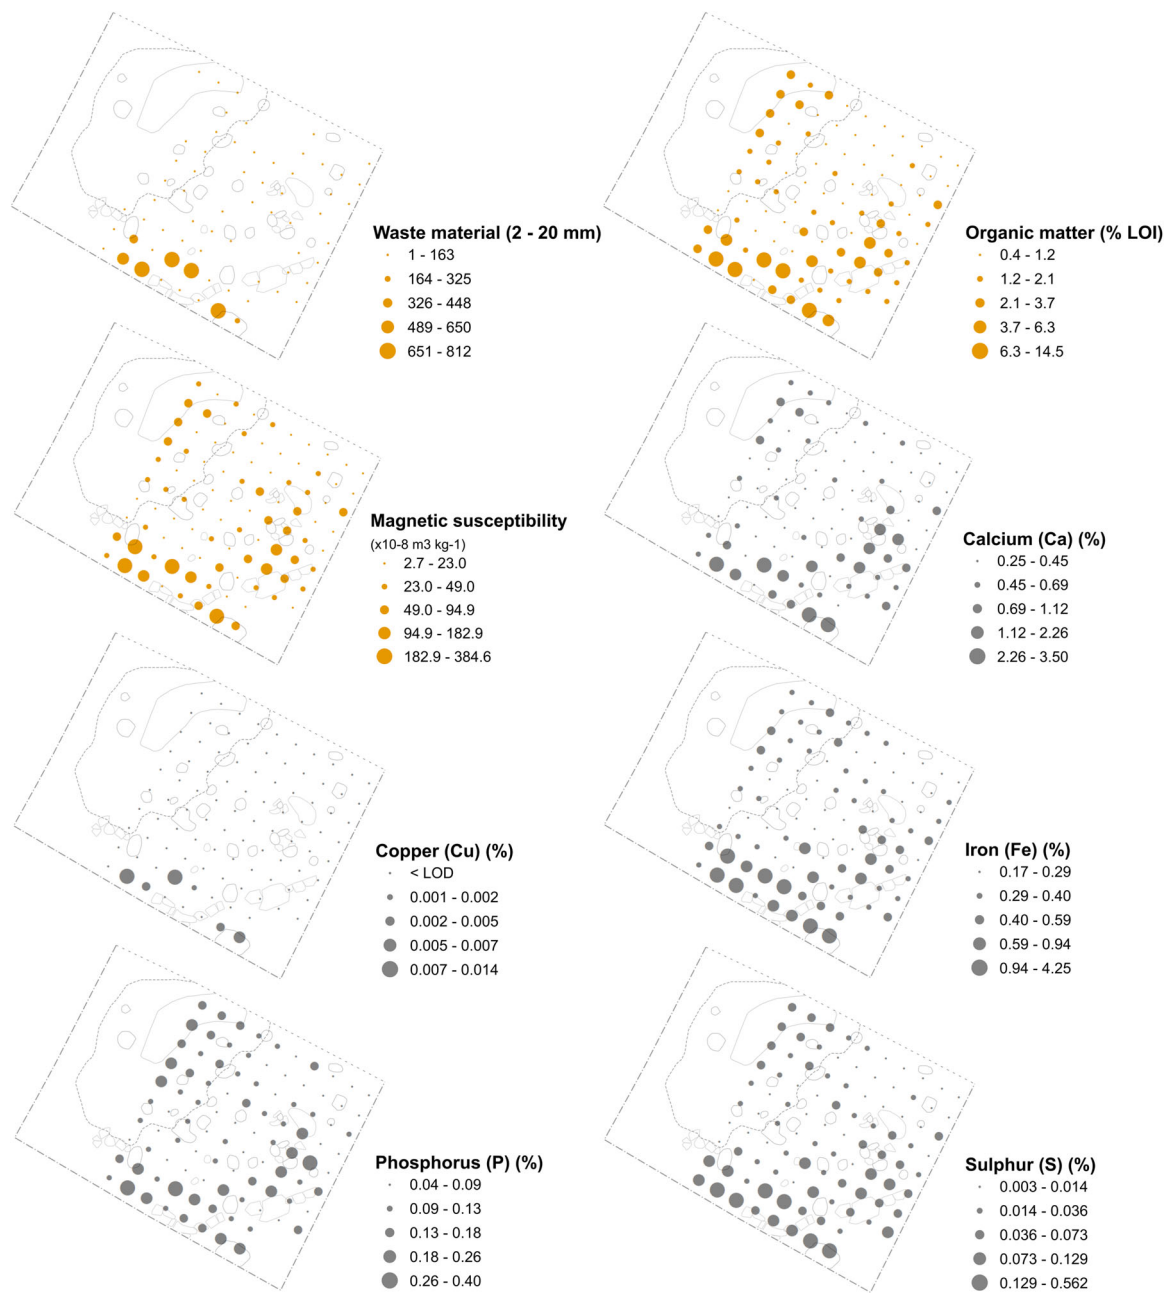 Waste material (2 - 20 mm)
1 - 163
164 - 325
326 - 448
489 - 650
651 - 812
Organic matter (% LOI)
0.4 - 1.2
1.2 - 2.1
2.1 - 3.7
3.7 - 6.3
6.3 - 14.5
Magnetic susceptibility
(x10-8 m3 kg-1)
2.7 - 23.0
23.0 - 49.0
49.0 - 94.9
94.9 - 182.9
182.9 - 384.6
Calcium (Ca) (%)
0.25 - 0.45
0.45 - 0.69
0.69 - 1.12
1.12 - 2.26
2.26 - 3.50
Copper (Cu) (%)
< LOD
0.001 - 0.002
0.002 - 0.005
0.005 - 0.007
0.007 - 0.014
Iron (Fe) (%)
0.17 - 0.29
0.29 - 0.40
0.40 - 0.59
0.59 - 0.94
0.94 - 4.25
Phosphorus (P) (%)
0.04 - 0.09
0.09 - 0.13
0.13 - 0.18
0.18 - 0.26
0.26 - 0.40
Sulphur (S) (%)
0.003 - 0.014
0.014 - 0.036
0.036 - 0.073
0.073 - 0.129
0.129 - 0.562